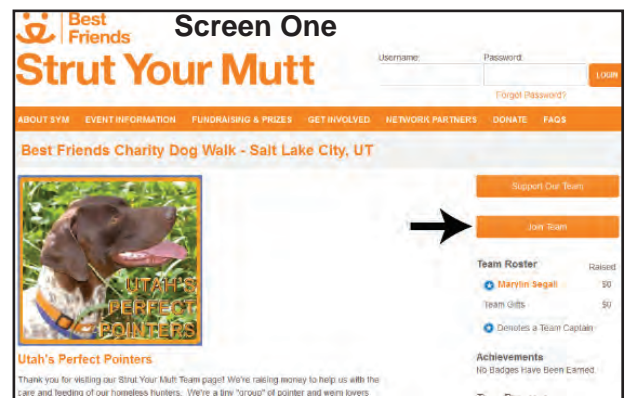 Best
Friends
Screen One
Strut Your Mutt
Username:
Password:
LOGIN
Forgot Password?
ABOUT SYM EVENT INFORMATION FUNDRAISING & PRIZES GET INVOLVED NETWORK PARTNERS DONATE FAQS
Best Friends Charity Dog Walk - Salt Lake City, UT
Support Our Team
Join Team
UTAH'S
PERFECT
POINTERS
Team Roster Raised
Marylin Segall $0
Team Gifts $0
Denotes a Team Captain
Achievements
No Badges Have Been Earned.
Utah's Perfect Pointers
Thank you for visiting our Strut Your Mutt Team page! We're raising money to help us with the
care and feeding of our homeless hunters. We're a tiny "group" of pointer and weim lovers